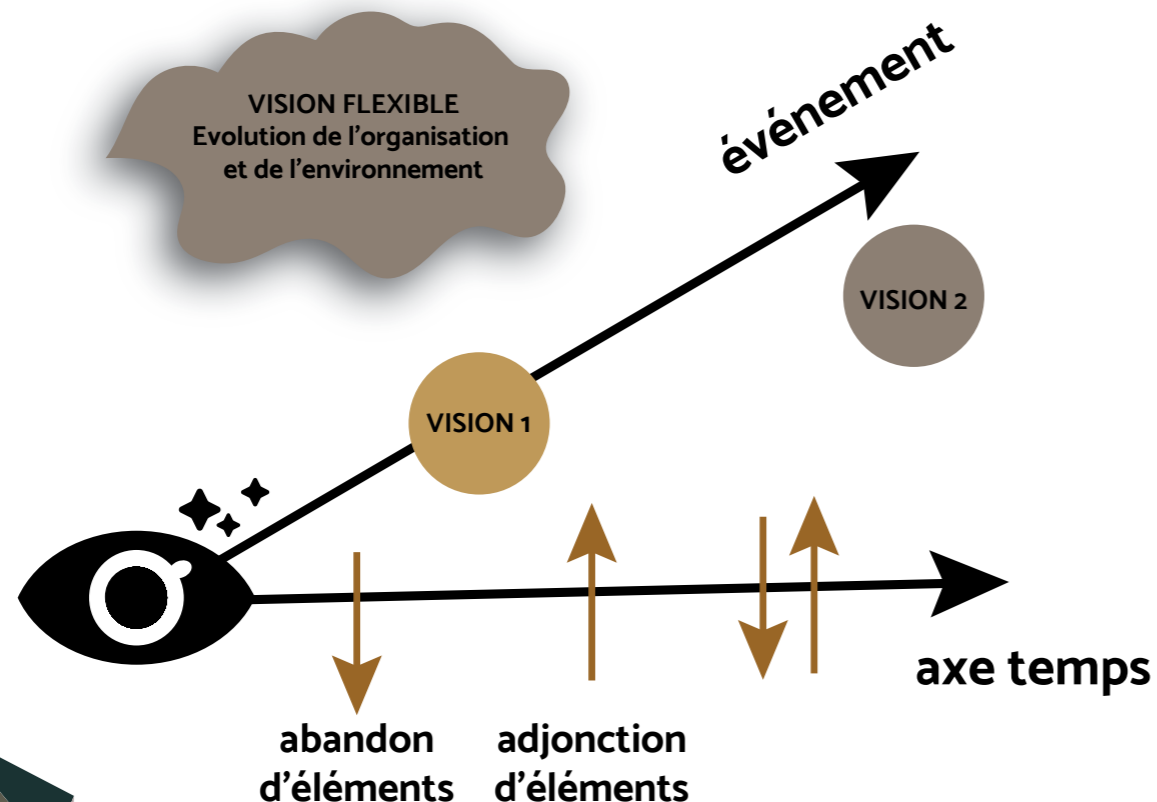 VISION FLEXIBLE
Evolution de l'organisation
et de l'environnement
événement
VISION 2
VISION 1
axe temps
abandon
d'éléments
adjonction
d'éléments